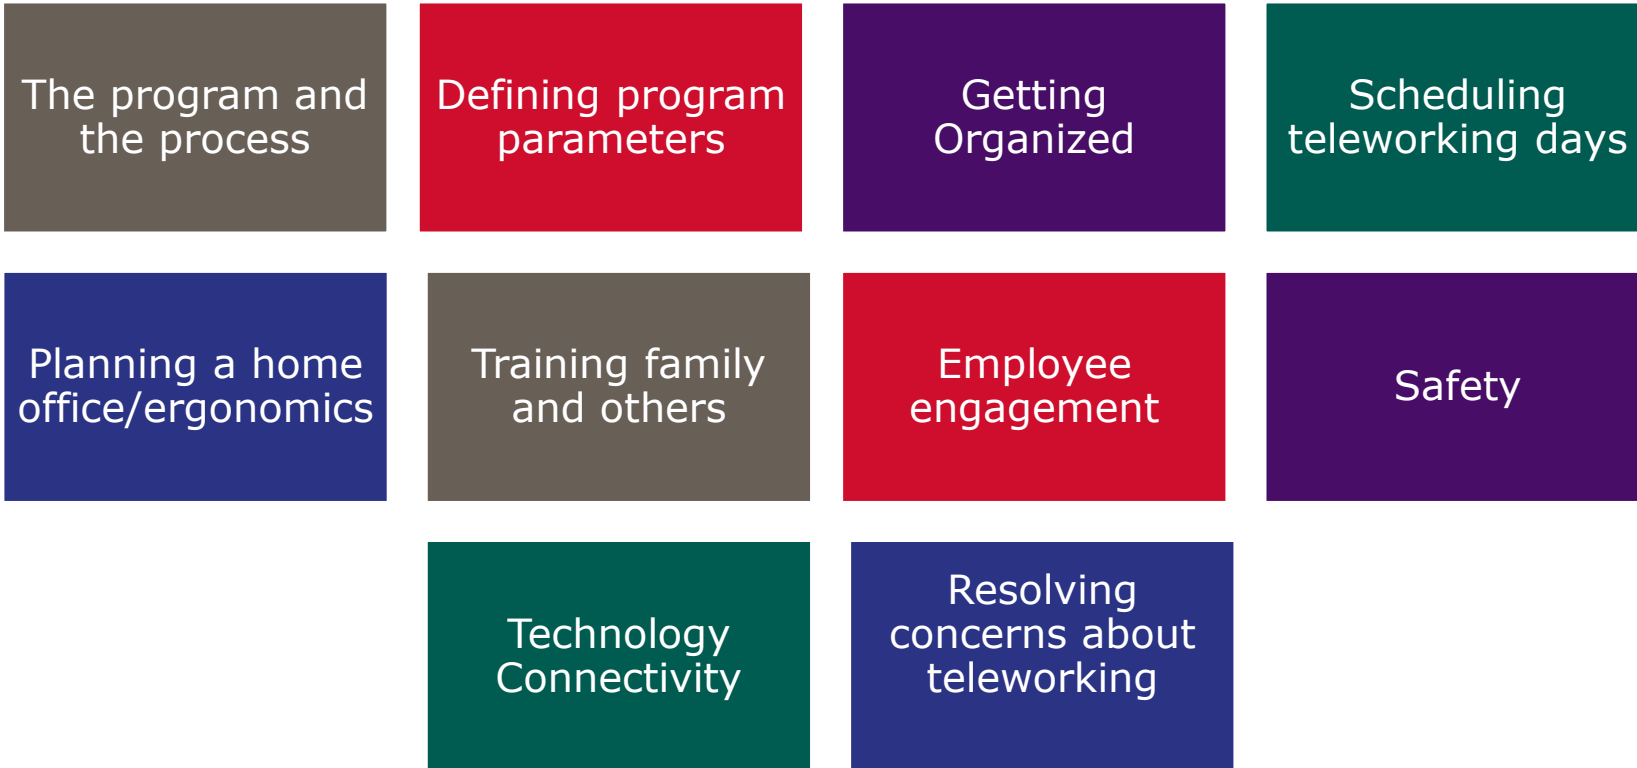 The program and
the process
Defining program
parameters
Getting
Organized
Scheduling
teleworking days
Planning a home
office/ergonomics
Training family
and others
Employee
engagement
Safety
Technology
Connectivity
Resolving
concerns about
teleworking